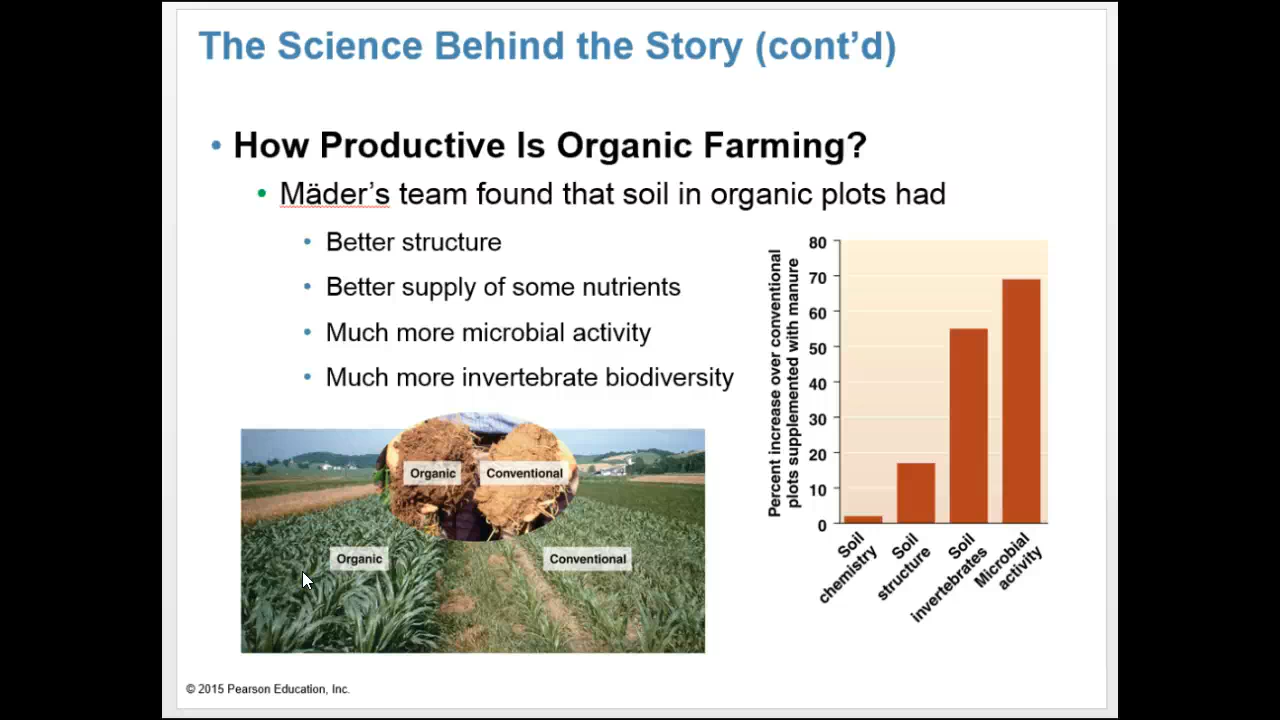 The Science Behind the Story (cont’d)
• How Productive Is Organic Farming?
• Mäder’s team found that soil in organic plots had
• Better structure
• Better supply of some nutrients
• Much more microbial activity
• Much more invertebrate biodiversity
Organic
Conventional
Organic
Conventional
Percent increase over conventional
plots supplemented with manure
80
70
60
50
40
30
20
10
0
Soil
chemistry
Soil
structure
Soil
invertebrates
Microbial
activity
© 2015 Pearson Education, Inc.